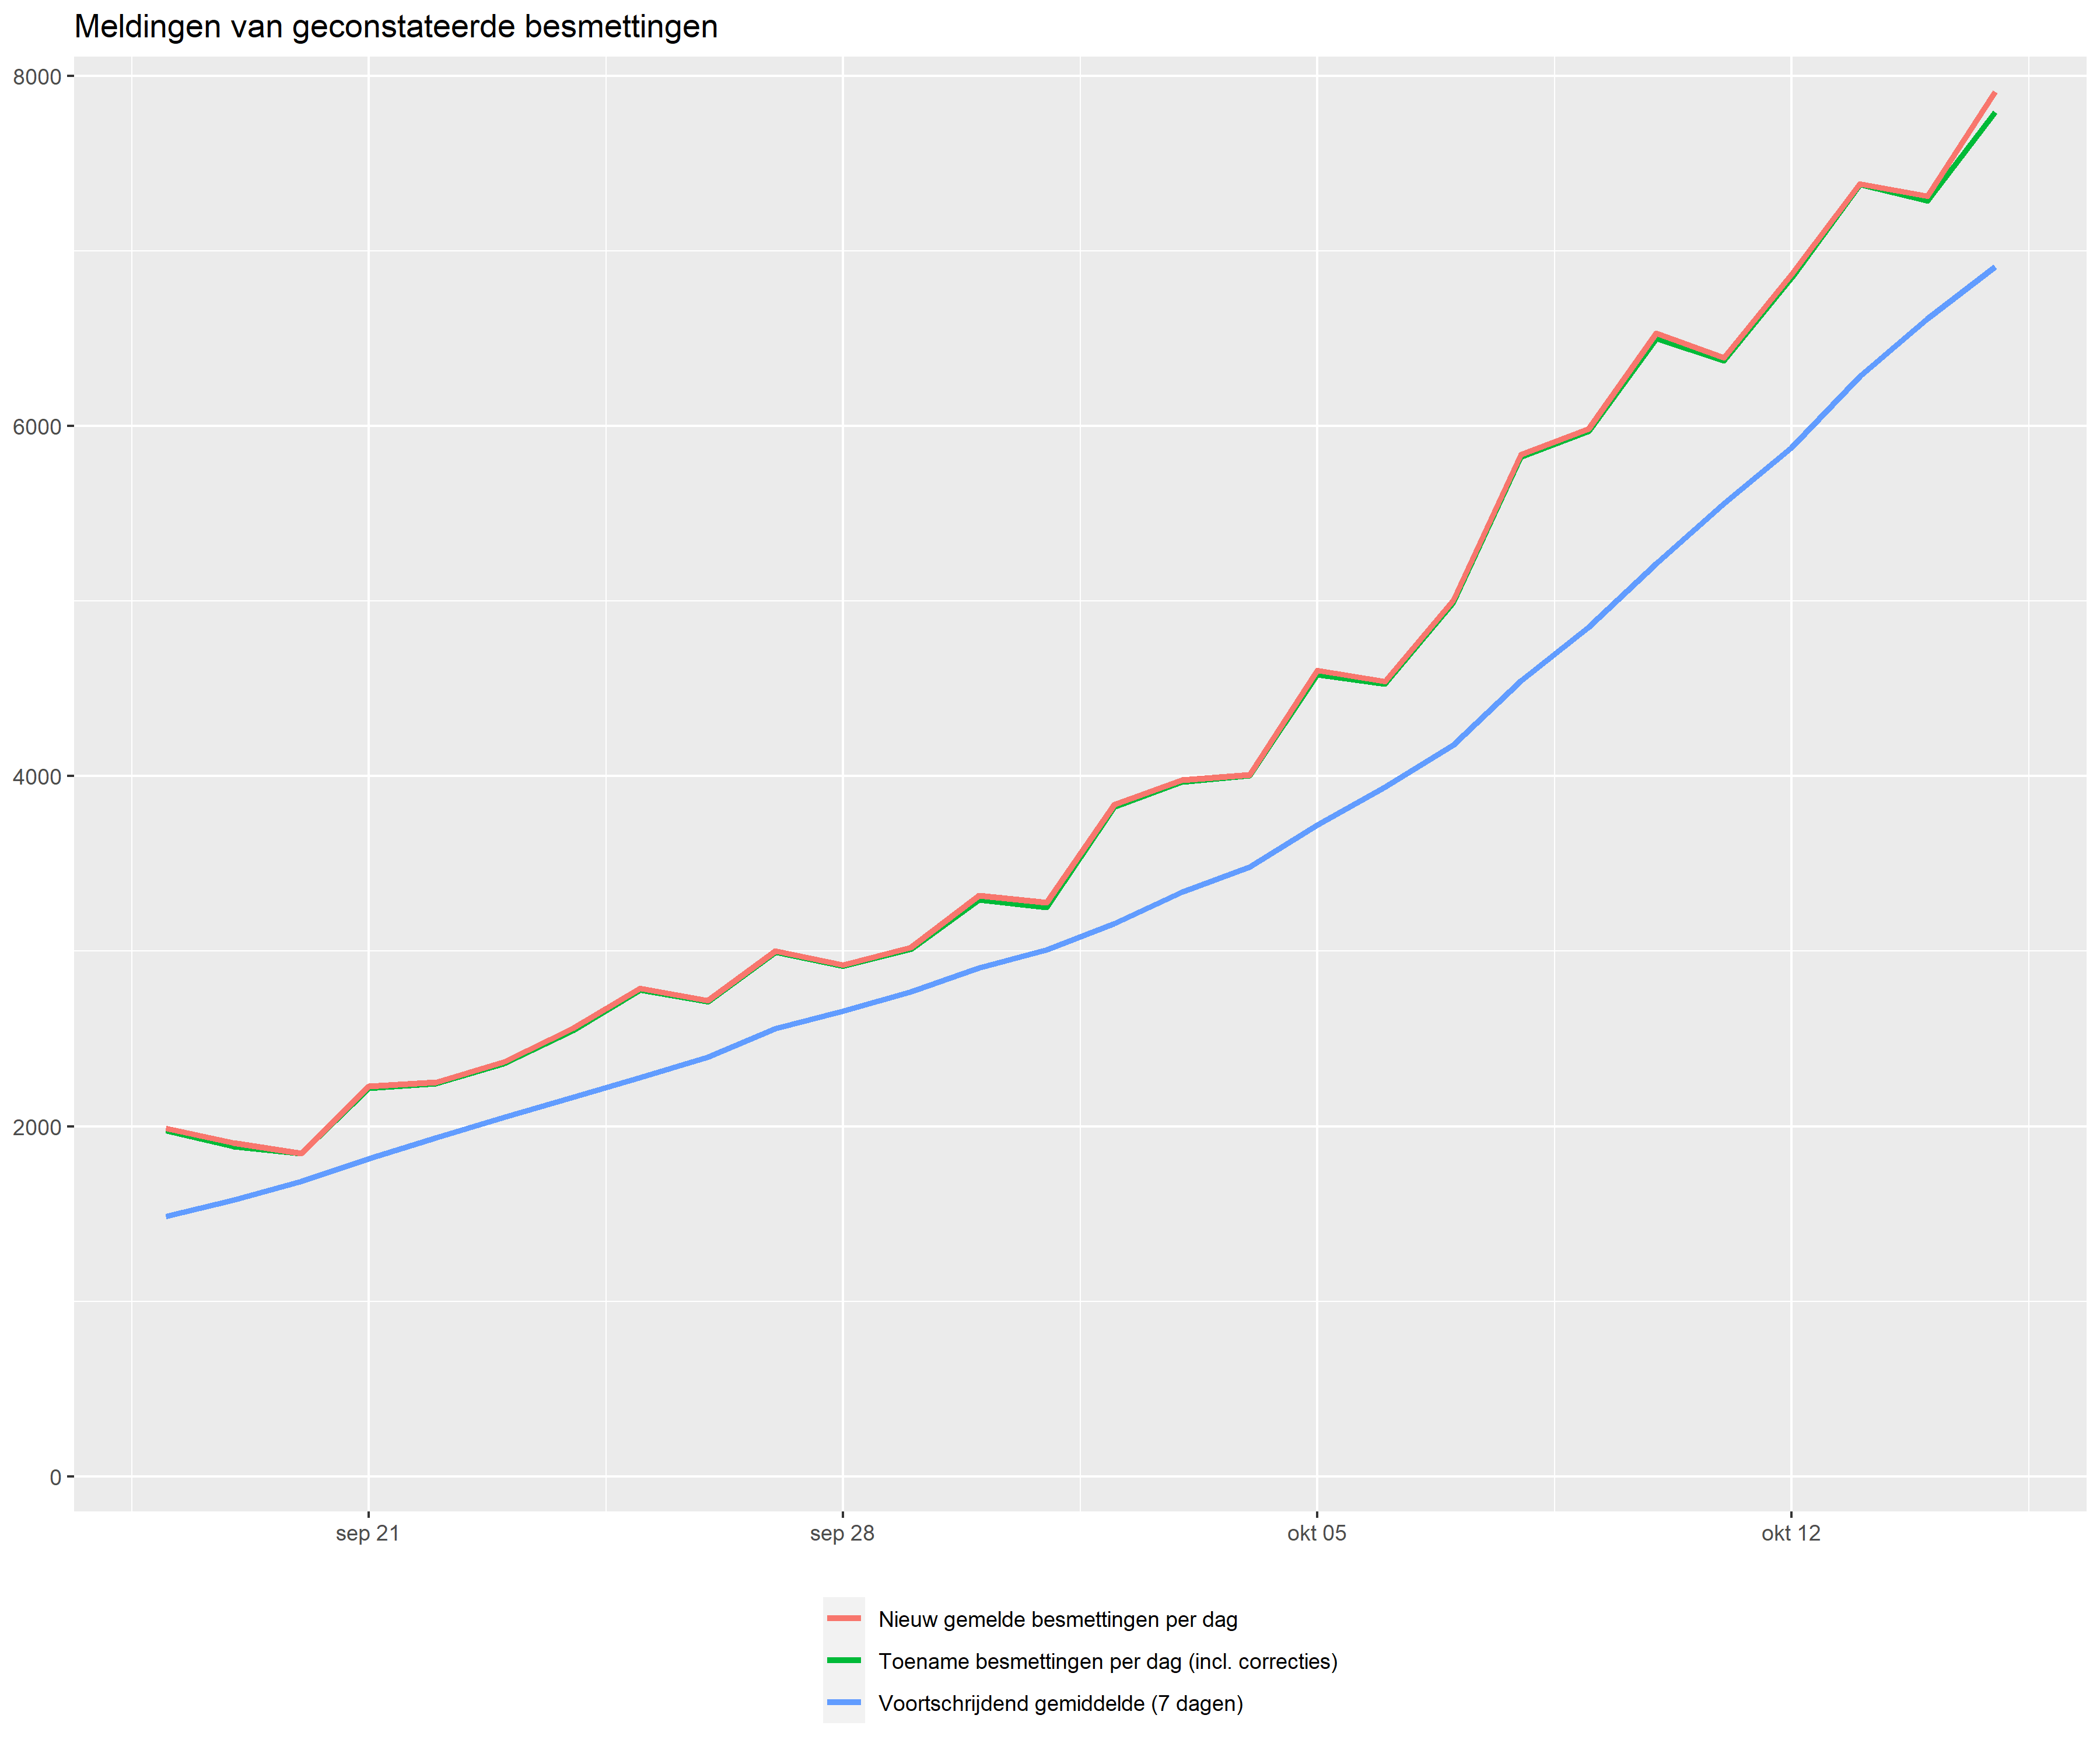 Meldingen van geconstateerde besmettingen
8000
6000
4000
2000
0
sep 21
sep 28
okt 05
okt 12
Nieuw gemelde besmettingen per dag
Toename besmettingen per dag (incl. correcties)
Voortschrijdend gemiddelde (7 dagen)